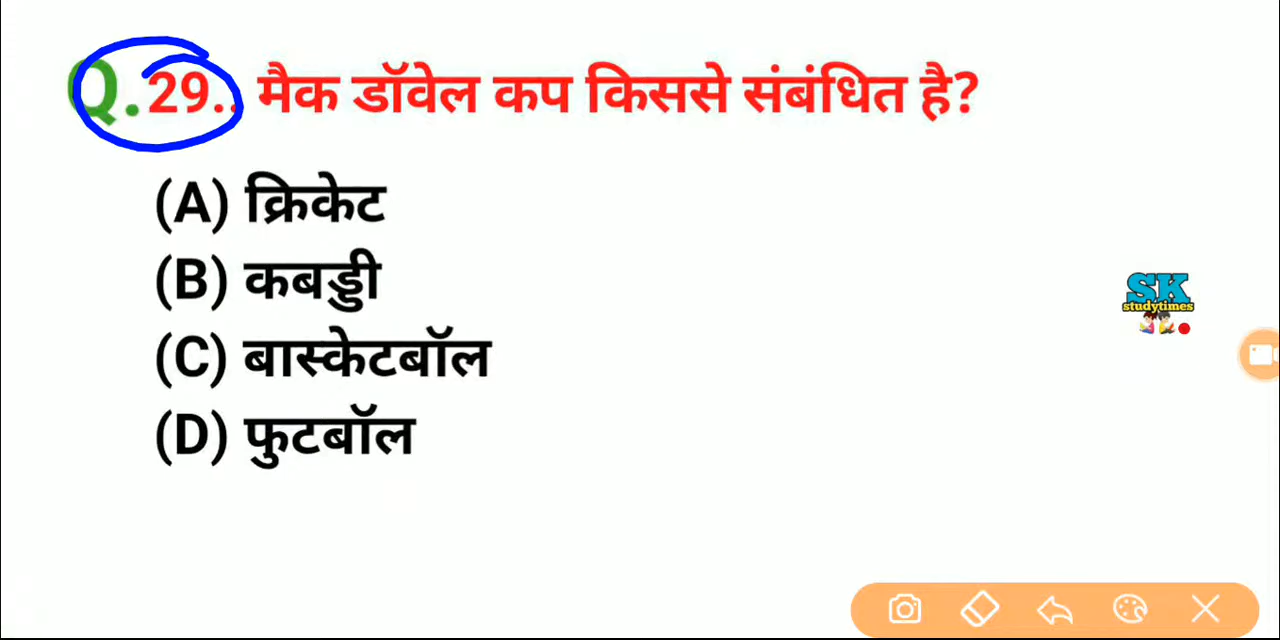 Q.29.. मैक डॉवेल कप किससे संबंधित है?
(A) क्रिकेट
(B) कबड्डी
(C) बास्केटबॉल
(D) फुटबॉल
SK
studytimes